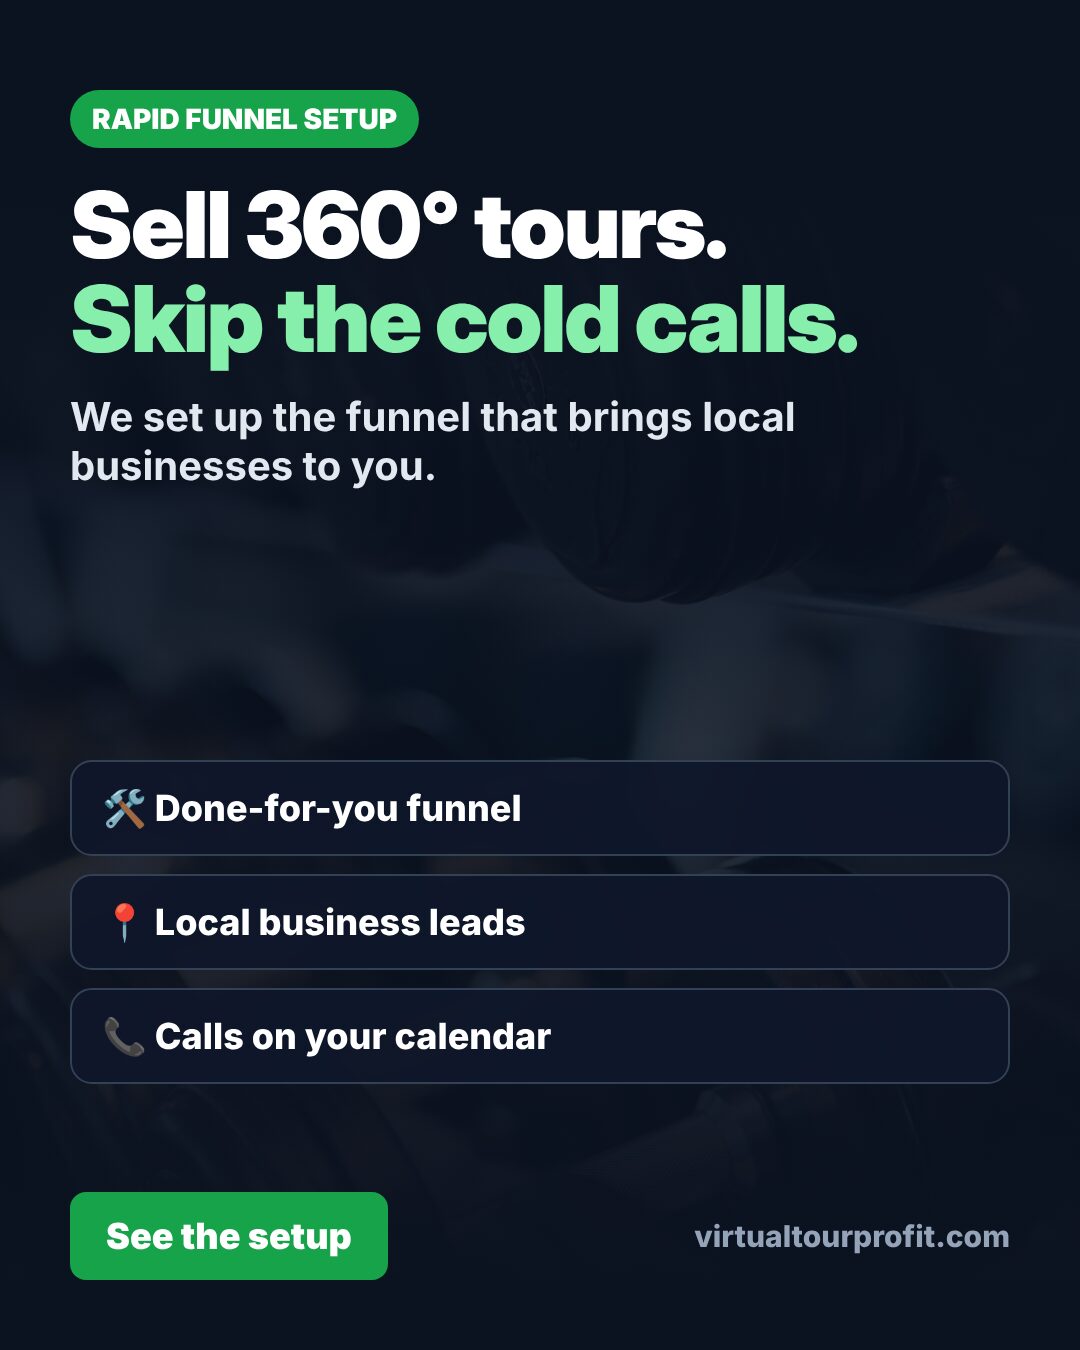 RAPID FUNNEL SETUP
Sell 360° tours.
Skip the cold calls.
We set up the funnel that brings local
businesses to you.
🛠️ Done-for-you funnel
📍 Local business leads
📞 Calls on your calendar
See the setup
virtualtourprofit.com